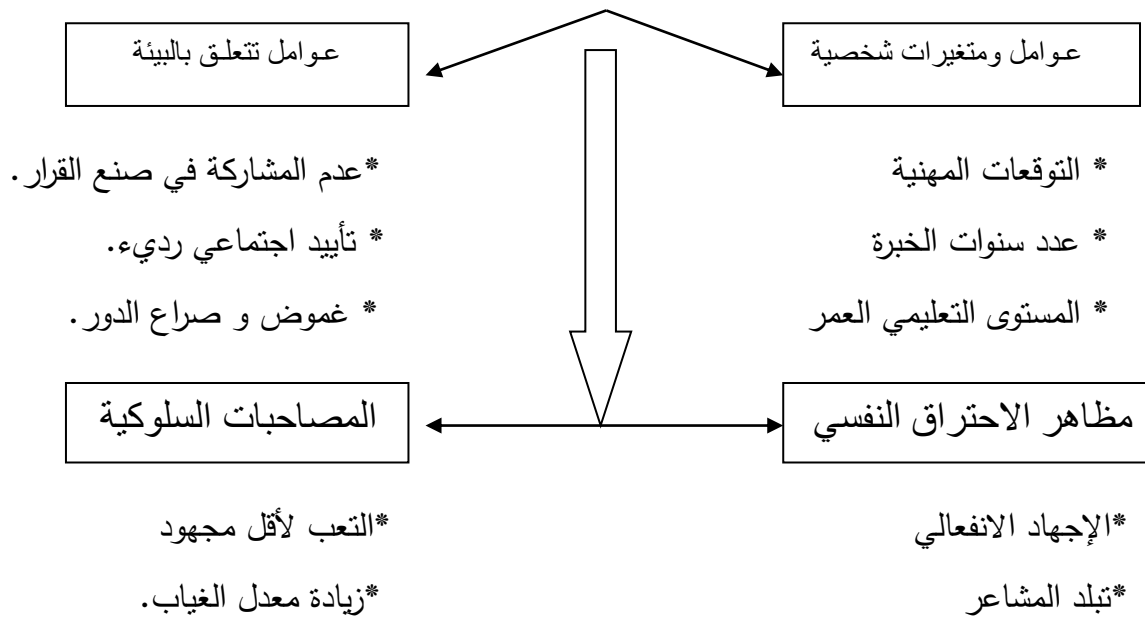 عوامل ومتغيرات شخصية
عوامل تتعلق بالبيئة
* التوقعات المهنية
*عدم المشاركة في صنع القرار.
* عدد سنوات الخبرة
* تأييد اجتماعي رديء.
* المستوى التعليمي العمر
* غموض و صراع الدور.
مظاهر الاحتراق النفسي
المصاحبات السلوكية
*الإجهاد الانفعالي
*التعب لأقل مجهود
*تبلد المشاعر
*زيادة معدل الغياب.